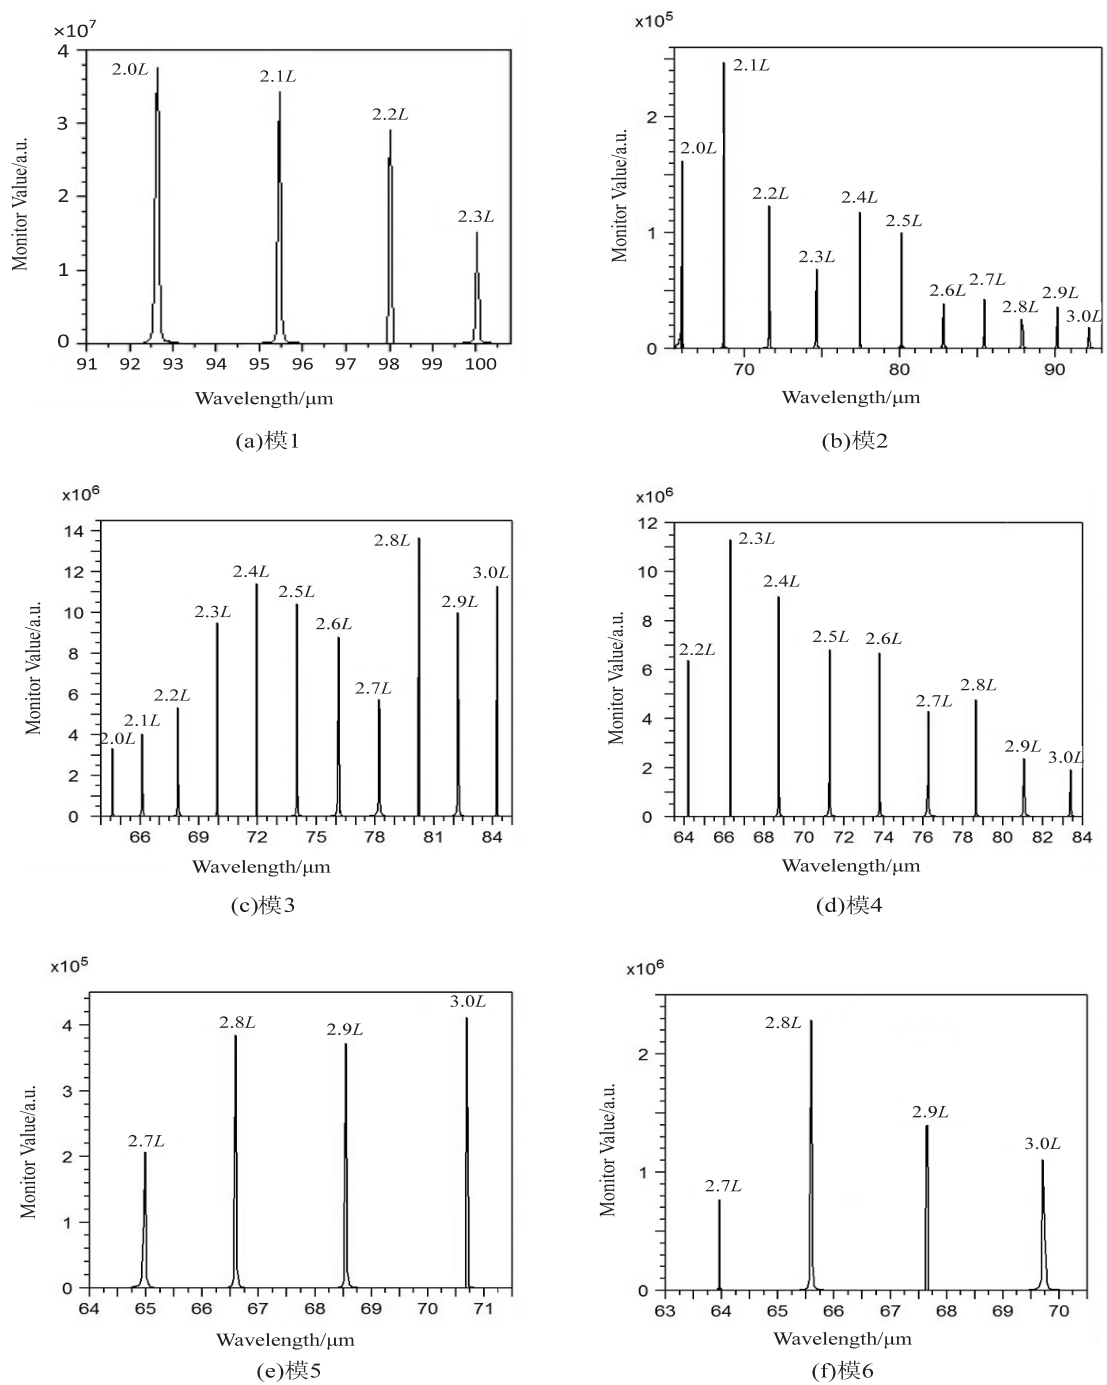 ×10⁷
4
3
2
1
0
Monitor Value/a.u.
2.0L
2.1L
2.2L
2.3L
91 92 93 94 95 96 97 98 99 100
Wavelength/μm
(a)模1
x10⁵
2
1
0
Monitor Value/a.u.
2.0L
2.1L
2.2L
2.3L
2.4L
2.5L
2.6L
2.7L
2.8L
2.9L
3.0L
70 80 90
Wavelength/μm
(b)模2
x10⁶
14
12
10
8
6
4
2
0
Monitor Value/a.u.
2.0L
2.1L
2.2L
2.3L
2.4L
2.5L
2.6L
2.7L
2.8L
2.9L
3.0L
66 69 72 76 78 81 84
Wavelength/μm
(c)模3
x10⁶
12
10
8
6
4
2
0
Monitor Value/a.u.
2.2L
2.3L
2.4L
2.5L
2.6L
2.7L
2.8L
2.9L
3.0L
64 66 68 70 72 74 76 78 80 82 84
Wavelength/μm
(d)模4
x10⁵
4
3
2
1
0
Monitor Value/a.u.
2.7L
2.8L
2.9L
3.0L
64 65 66 67 68 69 70 71
Wavelength/μm
(e)模5
x10⁶
2
1
0
Monitor Value/a.u.
2.7L
2.8L
2.9L
3.0L
63 64 65 66 67 68 69 70
Wavelength/μm
(f)模6